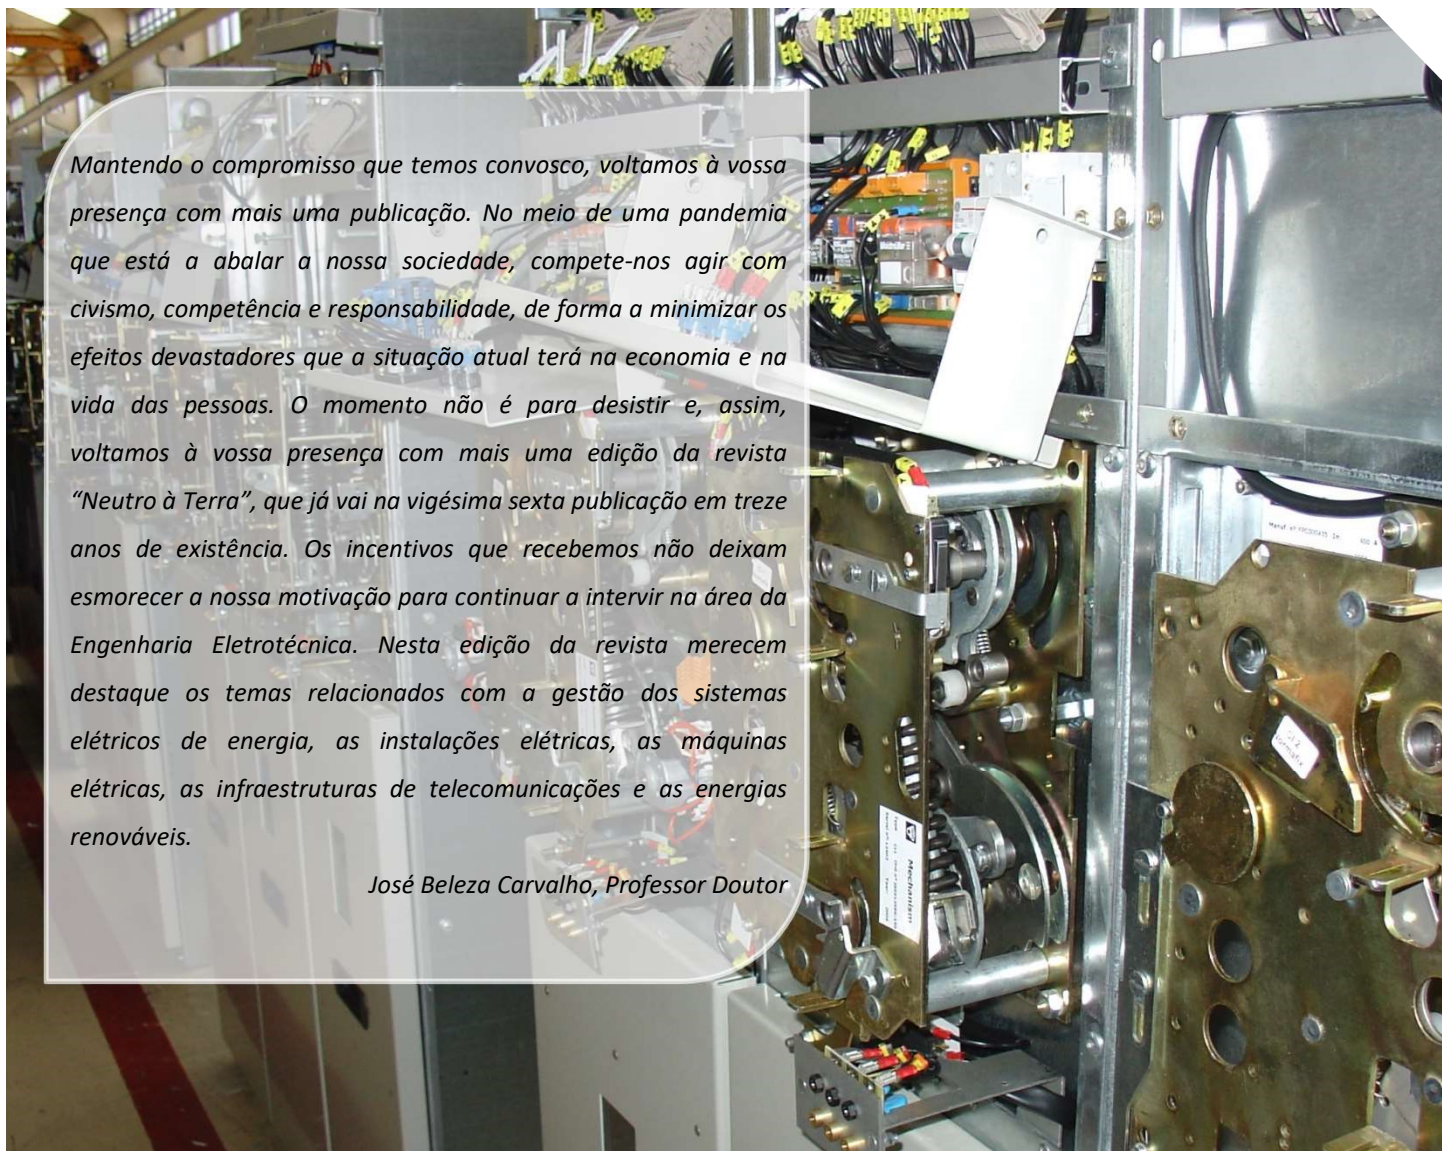 Mantendo o compromisso que temos convosco, voltamos à vossa
presença com mais uma publicação. No meio de uma pandemia
que está a abalar a nossa sociedade, compete-nos agir com
civismo, competência e responsabilidade, de forma a minimizar os
efeitos devastadores que a situação atual terá na economia e na
vida das pessoas. O momento não é para desistir e, assim,
voltamos à vossa presença com mais uma edição da revista
“Neutro à Terra”, que já vai na vigésima sexta publicação em treze
anos de existência. Os incentivos que recebemos não deixam
esmorecer a nossa motivação para continuar a intervir na área da
Engenharia Eletrotécnica. Nesta edição da revista merecem
destaque os temas relacionados com a gestão dos sistemas
elétricos de energia, as instalações elétricas, as máquinas
elétricas, as infraestruturas de telecomunicações e as energias
renováveis.
José Beleza Carvalho, Professor Doutor
Mechanism